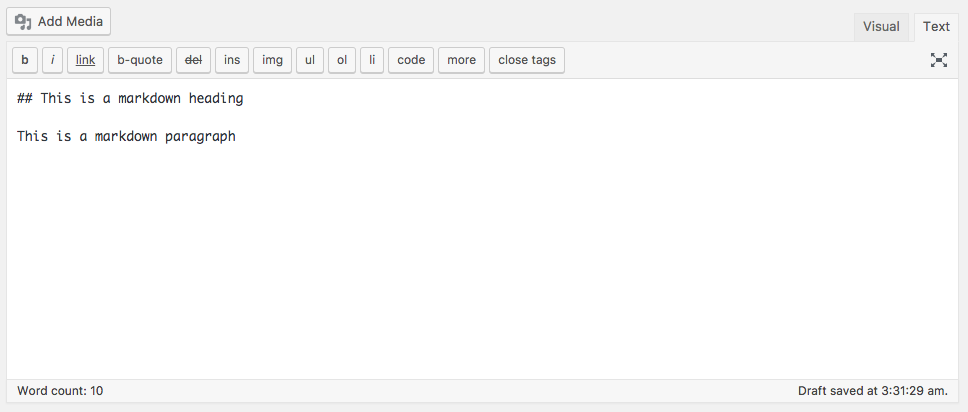 Add Media
Visual Text
b i link b-quote del ins img ul ol li code more close tags
## This is a markdown heading
This is a markdown paragraph
Word count: 10 Draft saved at 3:31:29 am.